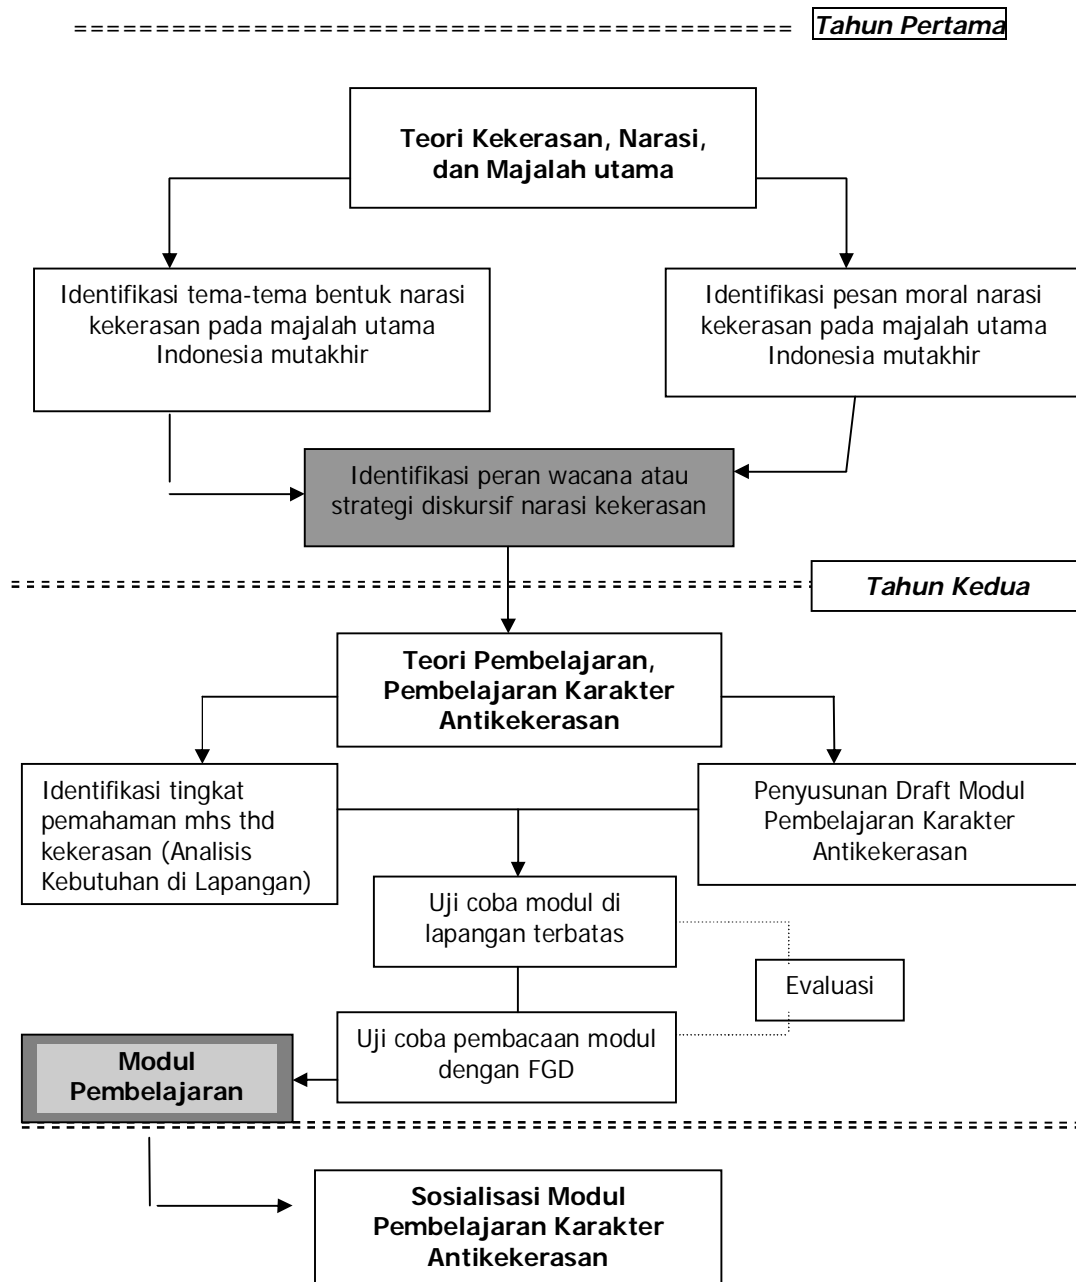 Tahun Pertama
Teori Kekerasan, Narasi,
dan Majalah utama
Identifikasi tema-tema bentuk narasi
kekerasan pada majalah utama
Indonesia mutakhir
Identifikasi pesan moral narasi
kekerasan pada majalah utama
Indonesia mutakhir
Identifikasi peran wacana atau
strategi diskursif narasi kekerasan
Tahun Kedua
Teori Pembelajaran,
Pembelajaran Karakter
Antikekerasan
Identifikasi tingkat
pemahaman mhs thd
kekerasan (Analisis
Kebutuhan di Lapangan)
Penyusunan Draft Modul
Pembelajaran Karakter
Antikekerasan
Uji coba modul di
lapangan terbatas
Evaluasi
Uji coba pembacaan modul
dengan FGD
Modul
Pembelajaran
Sosialisasi Modul
Pembelajaran Karakter
Antikekerasan